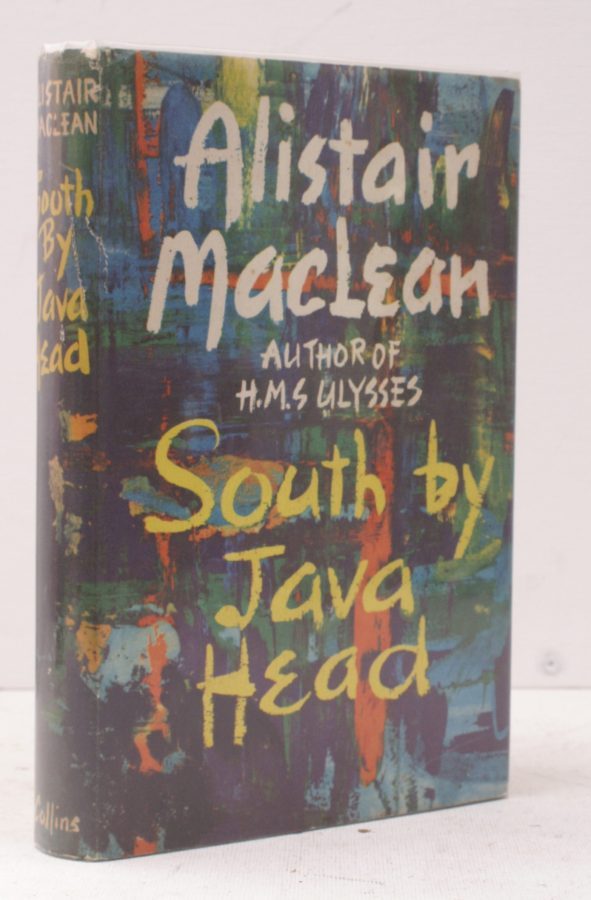 Alistair
MacLean
AUTHOR OF
H.M.S ULYSSES
South by
Java
Head
ALISTAIR
MACLEAN
South
By
Java
Head
Collins